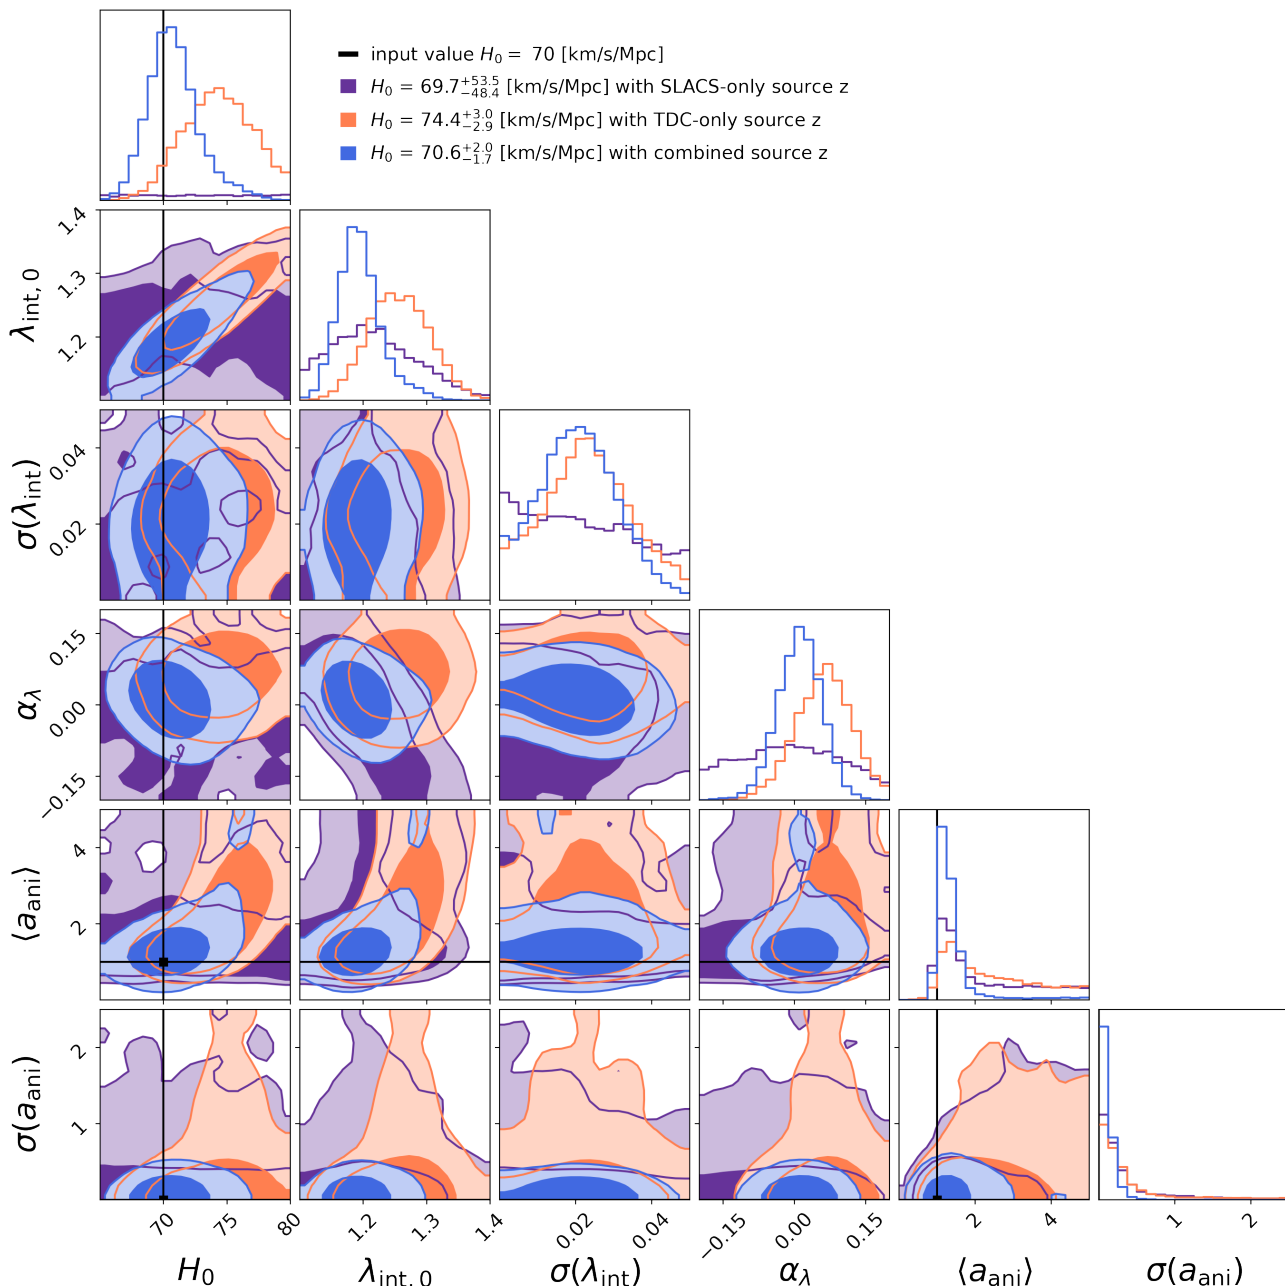 input value H₀ = 70 [km/s/Mpc]
H₀ = 69.7⁺⁵³·⁵₋₄₈.₄ [km/s/Mpc] with SLACS-only source z
H₀ = 74.4⁺³·⁰₋₂.₉ [km/s/Mpc] with TDC-only source z
H₀ = 70.6⁺²·⁰₋₁.₇ [km/s/Mpc] with combined source z
1.4
1.3
1.2
λint, 0
0.04
0.02
σ(λint)
0.15
0.00
−0.15
αλ
4
2
⟨aani⟩
2
1
σ(aani)
70 75 80 1.2 1.3 1.4 0.02 0.04 −0.15 0.00 0.15 2 4 1 2
H₀ λint, 0 σ(λint) αλ ⟨aani⟩ σ(aani)